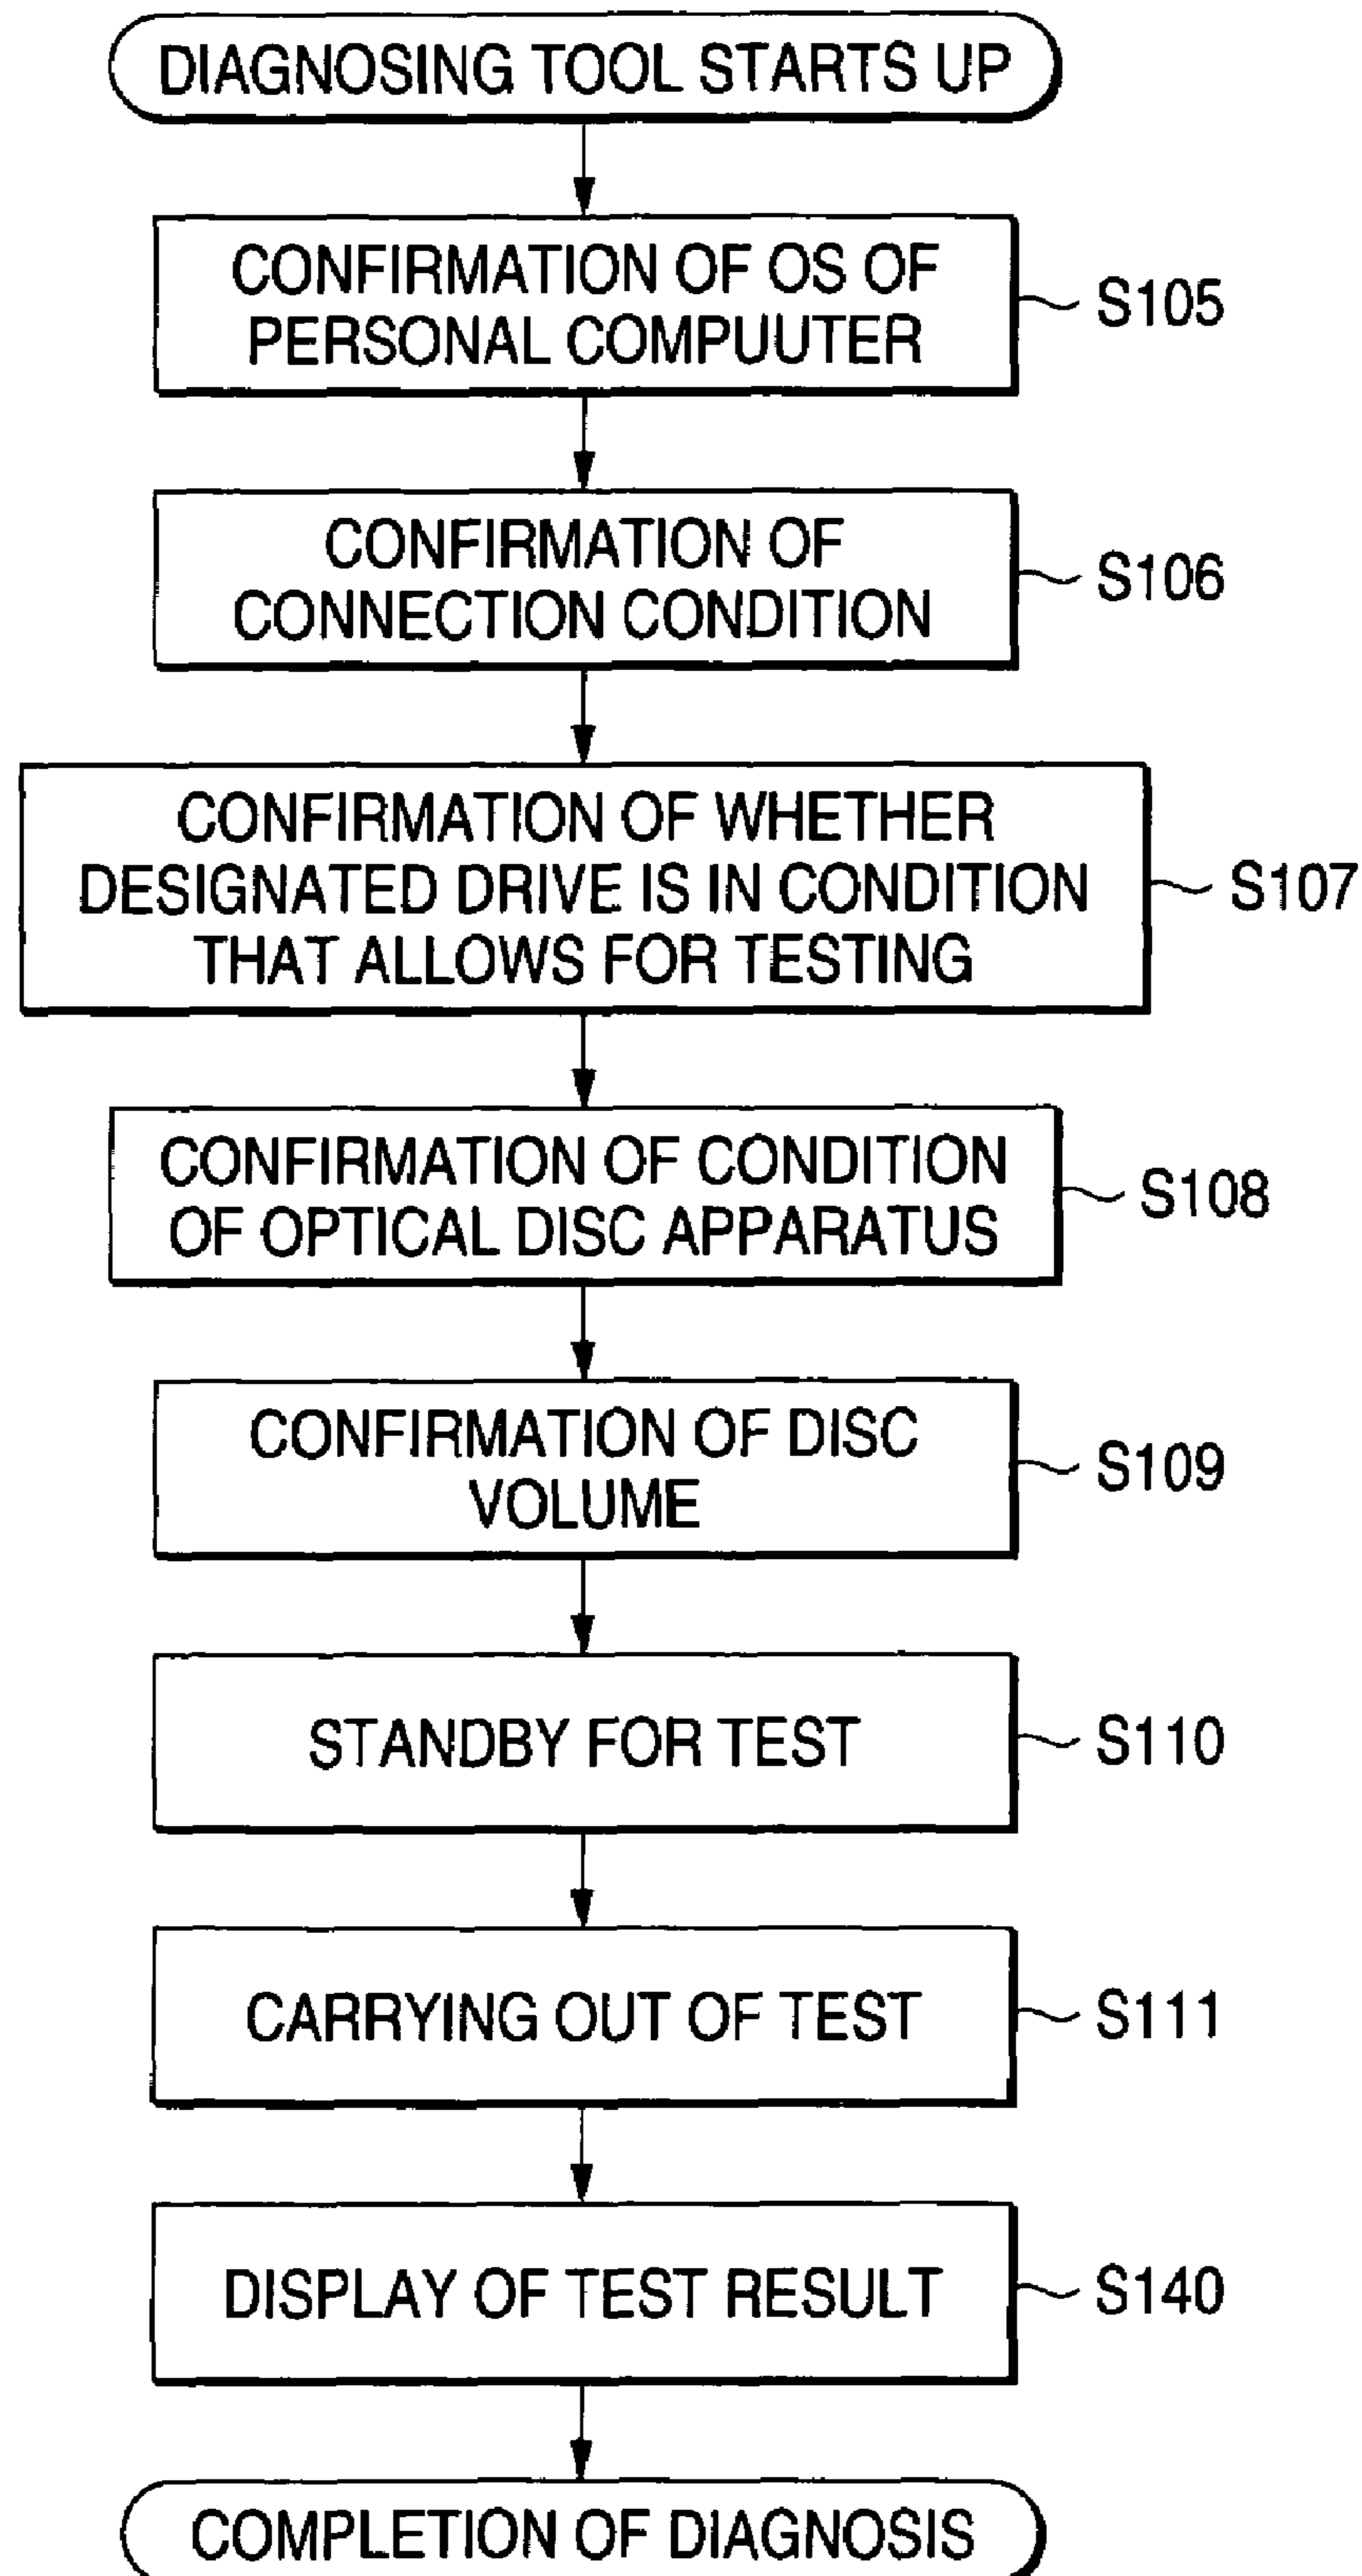 DIAGNOSING TOOL STARTS UP
CONFIRMATION OF OS OF
PERSONAL COMPUUTER
S105
CONFIRMATION OF
CONNECTION CONDITION
S106
CONFIRMATION OF WHETHER
DESIGNATED DRIVE IS IN CONDITION
THAT ALLOWS FOR TESTING
S107
CONFIRMATION OF CONDITION
OF OPTICAL DISC APPARATUS
S108
CONFIRMATION OF DISC
VOLUME
S109
STANDBY FOR TEST
S110
CARRYING OUT OF TEST
S111
DISPLAY OF TEST RESULT
S140
COMPLETION OF DIAGNOSIS